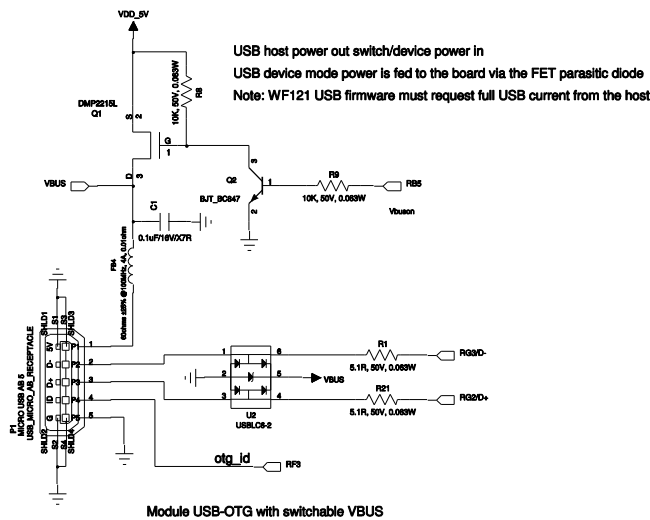 VDD_5V
USB host power out switch/device power in
USB device mode power is fed to the board via the FET parasitic diode
Note: WF121 USB firmware must request full USB current from the host
DMP2215L
Q1
S
2
G
1
D
3
R8
10K, 50V, 0.063W
VBUS
C1
0.1uF/16V/X7R
Q2
BJT_BC847
3
1
2
R9
10K, 50V, 0.063W
RB5
Vbuson
FB4
60ohms ±25% @100MHz, 4A, 0.01ohm
P1
MICRO USB AB 5
USB_MICRO_AB_RECEPTACLE
SHLD1
S1
S3
SHLD3
5V
P1
1
D-
P2
2
D+
P3
3
ID
P4
4
G
P5
5
SHLD2
S2
S4
SHLD4
1
6
2
5
3
4
VBUS
U2
USBLC6-2
R1
5.1R, 50V, 0.063W
RG3/D-
R21
5.1R, 50V, 0.063W
RG2/D+
otg_id
RF3
Module USB-OTG with switchable VBUS